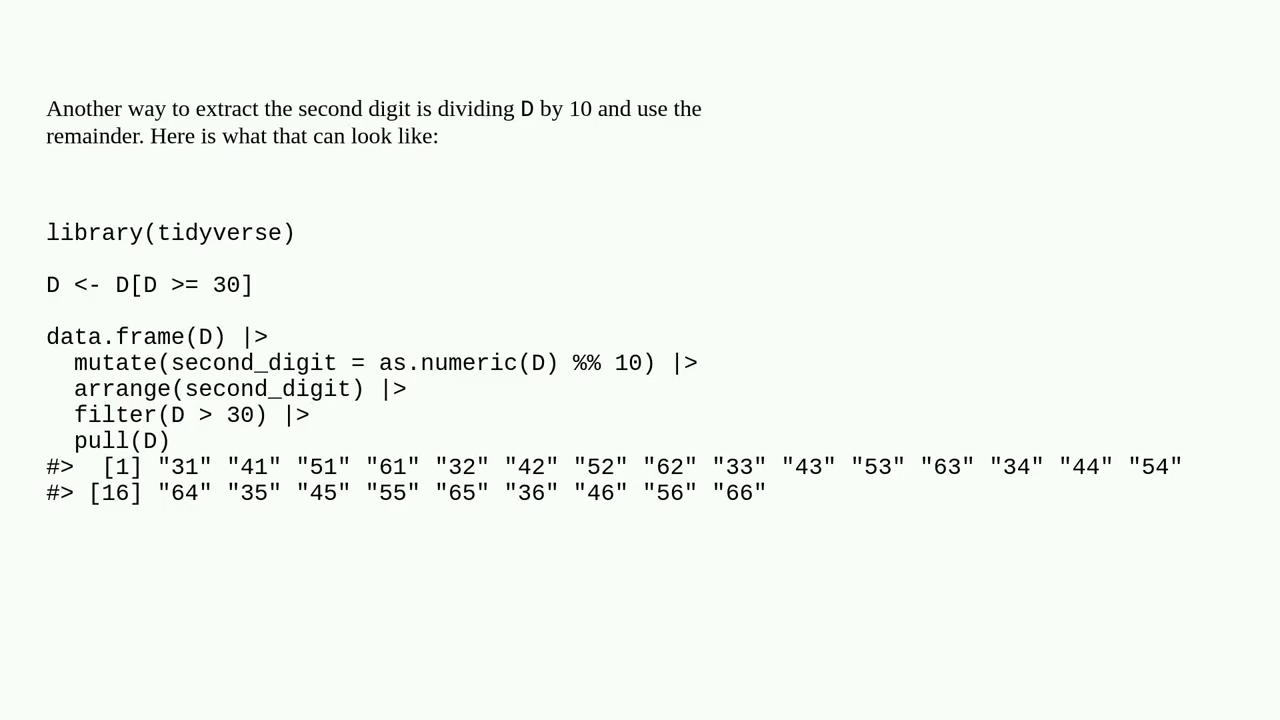 Another way to extract the second digit is dividing D by 10 and use the
remainder. Here is what that can look like:
library(tidyverse)
D <- D[D >= 30]
data.frame(D) |>
  mutate(second_digit = as.numeric(D) %% 10) |>
  arrange(second_digit) |>
  filter(D > 30) |>
  pull(D)
#>  [1] "31" "41" "51" "61" "32" "42" "52" "62" "33" "43" "53" "63" "34" "44" "54"
#> [16] "64" "35" "45" "55" "65" "36" "46" "56" "66"